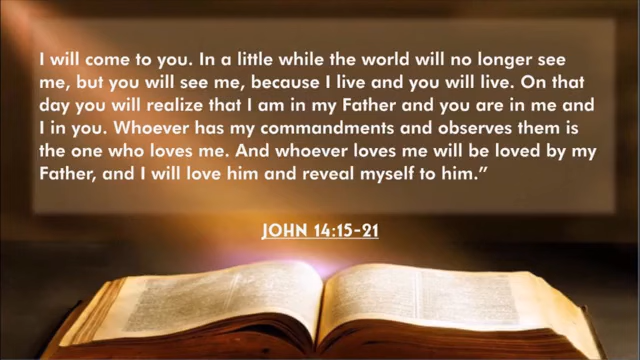 I will come to you. In a little while the world will no longer see
me, but you will see me, because I live and you will live. On that
day you will realize that I am in my Father and you are in me and
I in you. Whoever has my commandments and observes them is
the one who loves me. And whoever loves me will be loved by my
Father, and I will love him and reveal myself to him.”
JOHN 14:15-21